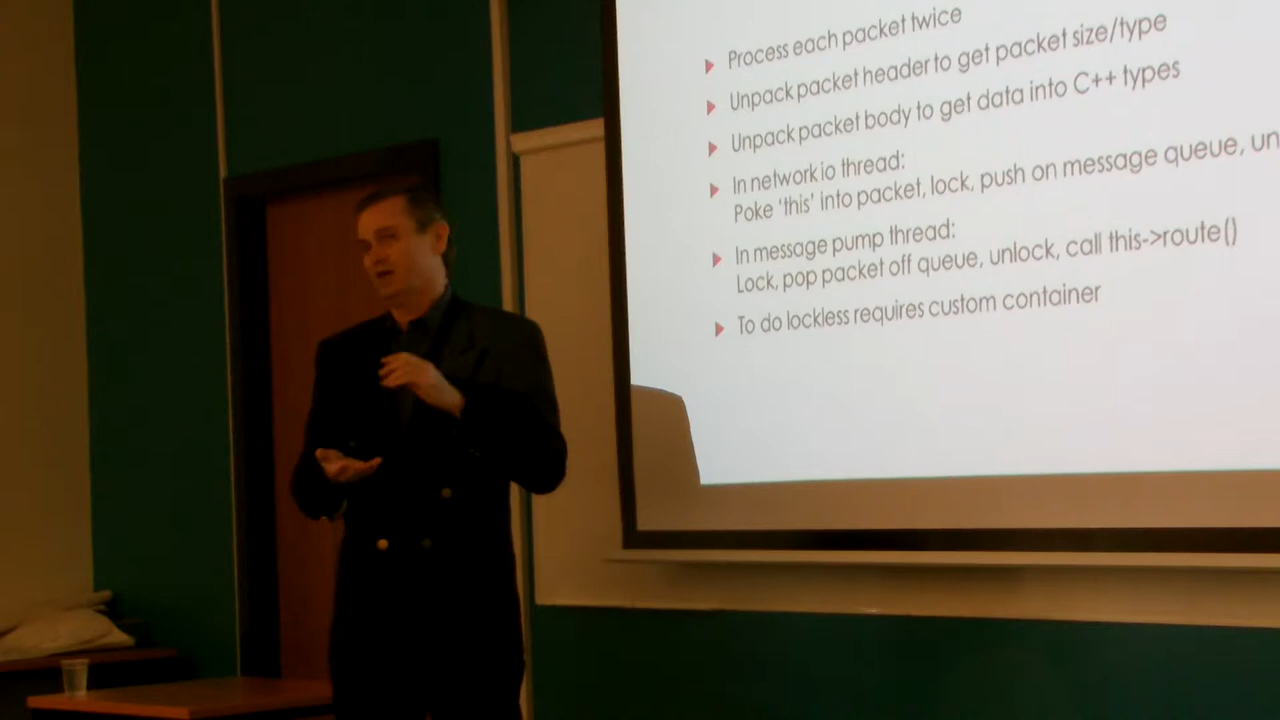 Process each packet twice
Unpack packet header to get packet size/type
Unpack packet body to get data into C++ types
In network io thread:
Poke 'this' into packet, lock, push on message queue, un
In message pump thread:
Lock, pop packet off queue, unlock, call this->route()
To do lockless requires custom container